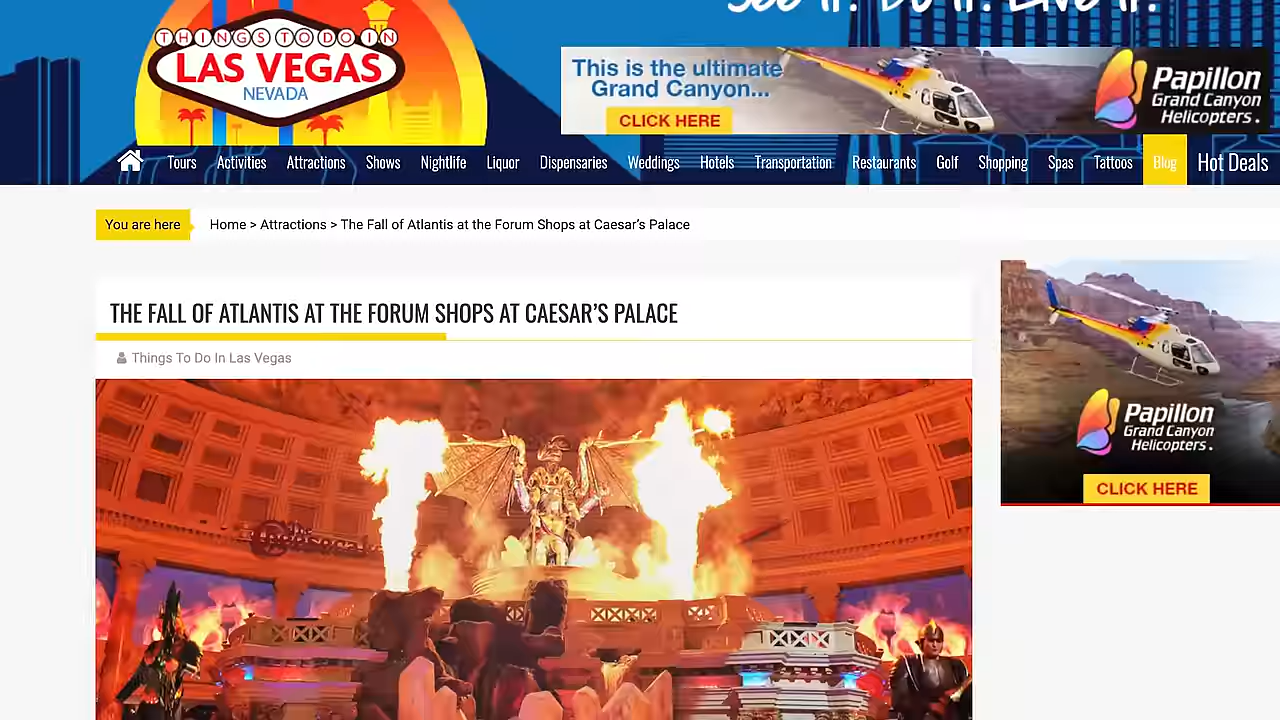 See it. Do it. Live it.
THINGS TO DO IN
LAS VEGAS
NEVADA
This is the ultimate
Grand Canyon...
CLICK HERE
Papillon
Grand Canyon
Helicopters.
Tours Activities Attractions Shows Nightlife Liquor Dispensaries Weddings Hotels Transportation Restaurants Golf Shopping Spas Tattoos Blog Hot Deals
You are here Home > Attractions > The Fall of Atlantis at the Forum Shops at Caesar’s Palace
THE FALL OF ATLANTIS AT THE FORUM SHOPS AT CAESAR’S PALACE
Things To Do In Las Vegas
Papillon
Grand Canyon
Helicopters.
CLICK HERE